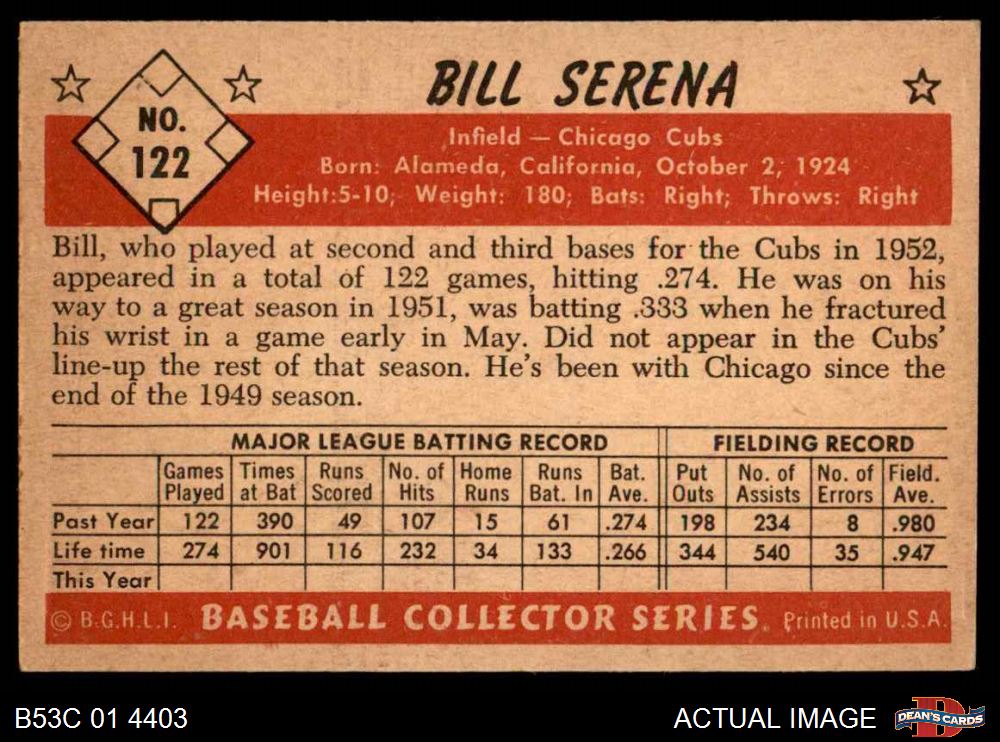 BILL SERENA
NO.
122
Infield — Chicago Cubs
Born: Alameda, California, October 2, 1924
Height:5-10; Weight: 180; Bats: Right; Throws: Right
Bill, who played at second and third bases for the Cubs in 1952,
appeared in a total of 122 games, hitting .274. He was on his
way to a great season in 1951, was batting .333 when he fractured
his wrist in a game early in May. Did not appear in the Cubs'
line-up the rest of that season. He's been with Chicago since the
end of the 1949 season.
MAJOR LEAGUE BATTING RECORD FIELDING RECORD
Games Times Runs No. of Home Runs Bat. Put No. of No. of Field.
Played at Bat Scored Hits Runs Bat. In Ave. Outs Assists Errors Ave.
Past Year 122 390 49 107 15 61 .274 198 234 8 .980
Life time 274 901 116 232 34 133 .266 344 540 35 .947
This Year
© B.G.H.L.I. BASEBALL COLLECTOR SERIES. Printed in U.S.A.
B53C 01 4403 ACTUAL IMAGE DEAN'S CARDS